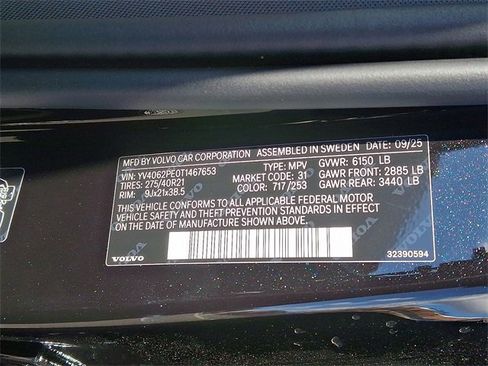 MFD BY VOLVO CAR CORPORATION ASSEMBLED IN SWEDEN DATE: 09/25
VIN: YV4062PE0T1467653 TYPE: MPV GVWR: 6150 LB
TIRES: 275/40R21 MARKET CODE: 31 GAWR FRONT: 2885 LB
RIM: 9Jx21x38.5 COLOR: 717/253 GAWR REAR: 3440 LB
THIS VEHICLE CONFORMS TO ALL APPLICABLE FEDERAL MOTOR
VEHICLE SAFETY AND THEFT PREVENTION STANDARDS IN EFFECT
ON THE DATE OF MANUFACTURE SHOWN ABOVE.
VOLVO
32390594